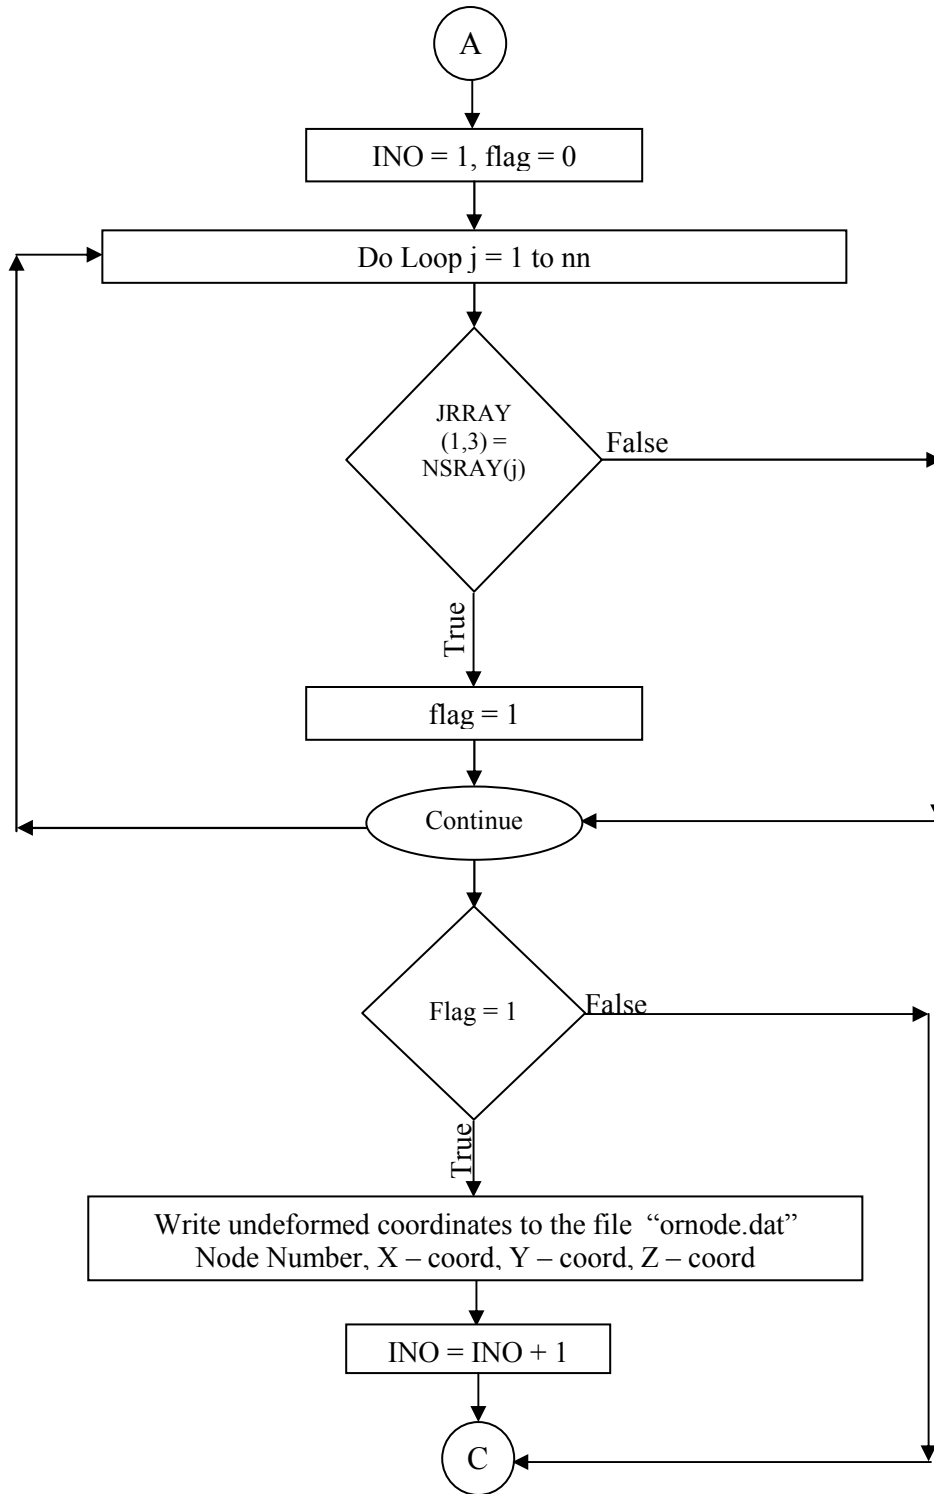 A
INO = 1, flag = 0
Do Loop j = 1 to nn
JRRAY
(1,3) =
NSRAY(j)
False
True
flag = 1
Continue
Flag = 1
False
True
Write undeformed coordinates to the file “ornode.dat”
Node Number, X – coord, Y – coord, Z – coord
INO = INO + 1
C